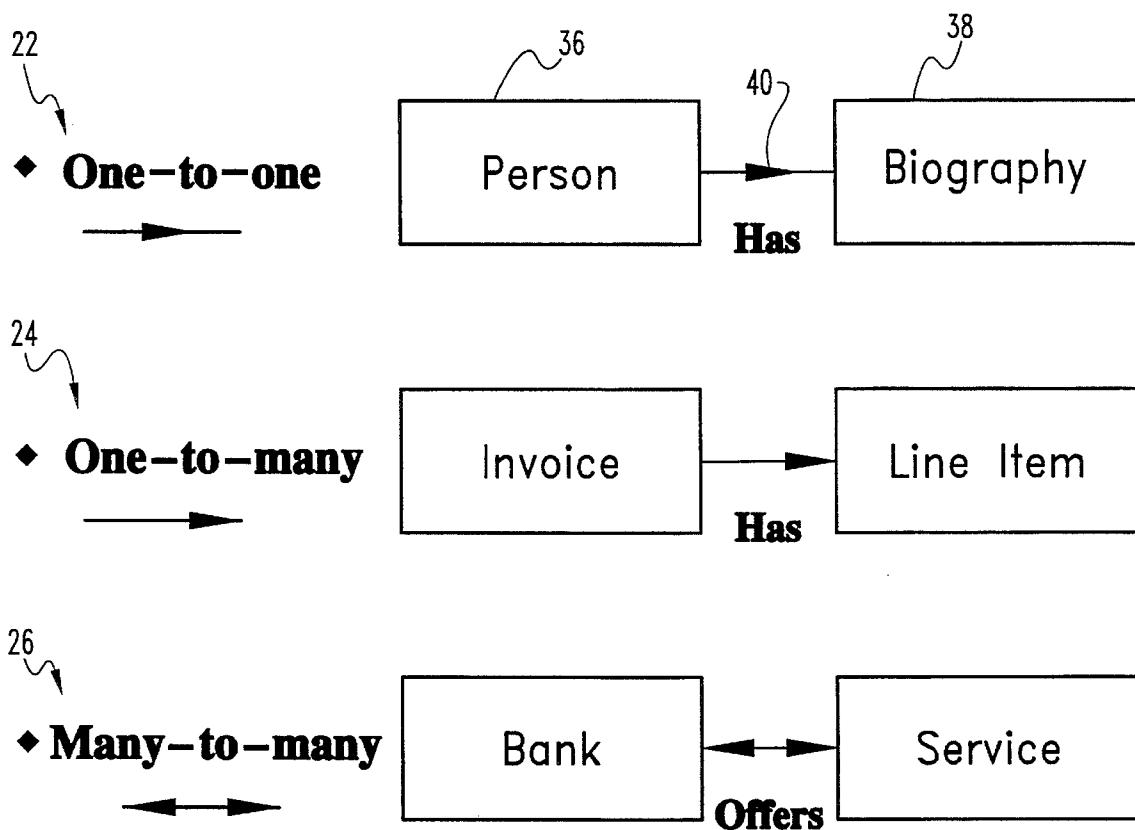 22 36 40 38
◆ One-to-one Person Biography
Has
24
◆ One-to-many Invoice Line Item
Has
26
◆ Many-to-many Bank Service
Offers